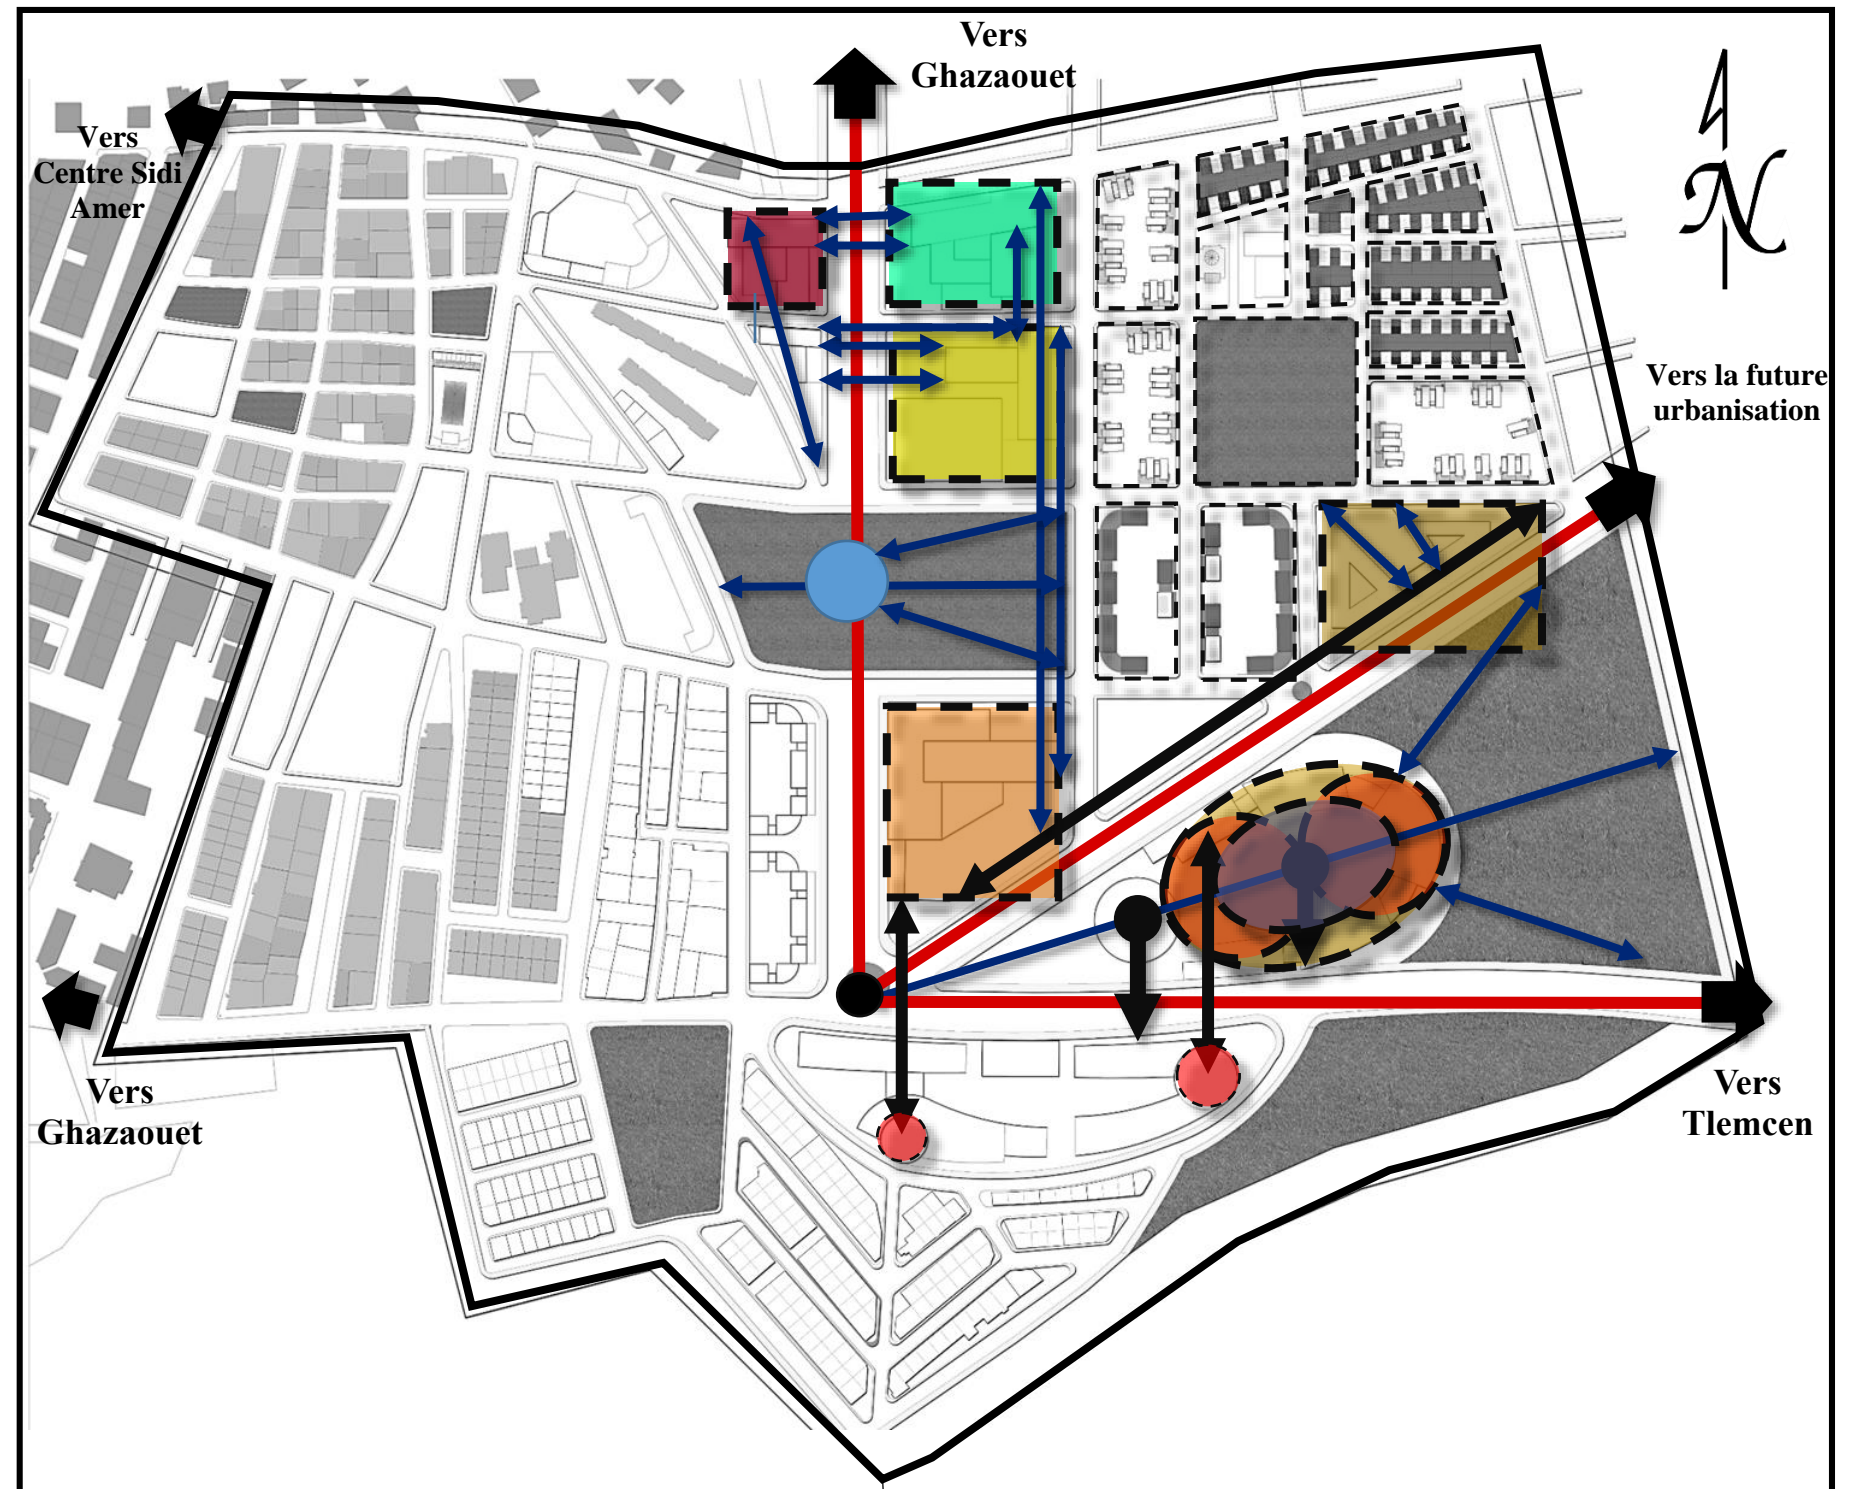 Vers
Ghazaouet
Vers
Centre Sidi
Amer
N
Vers la future
urbanisation
Vers
Ghazaouet
Vers
Tlemcen